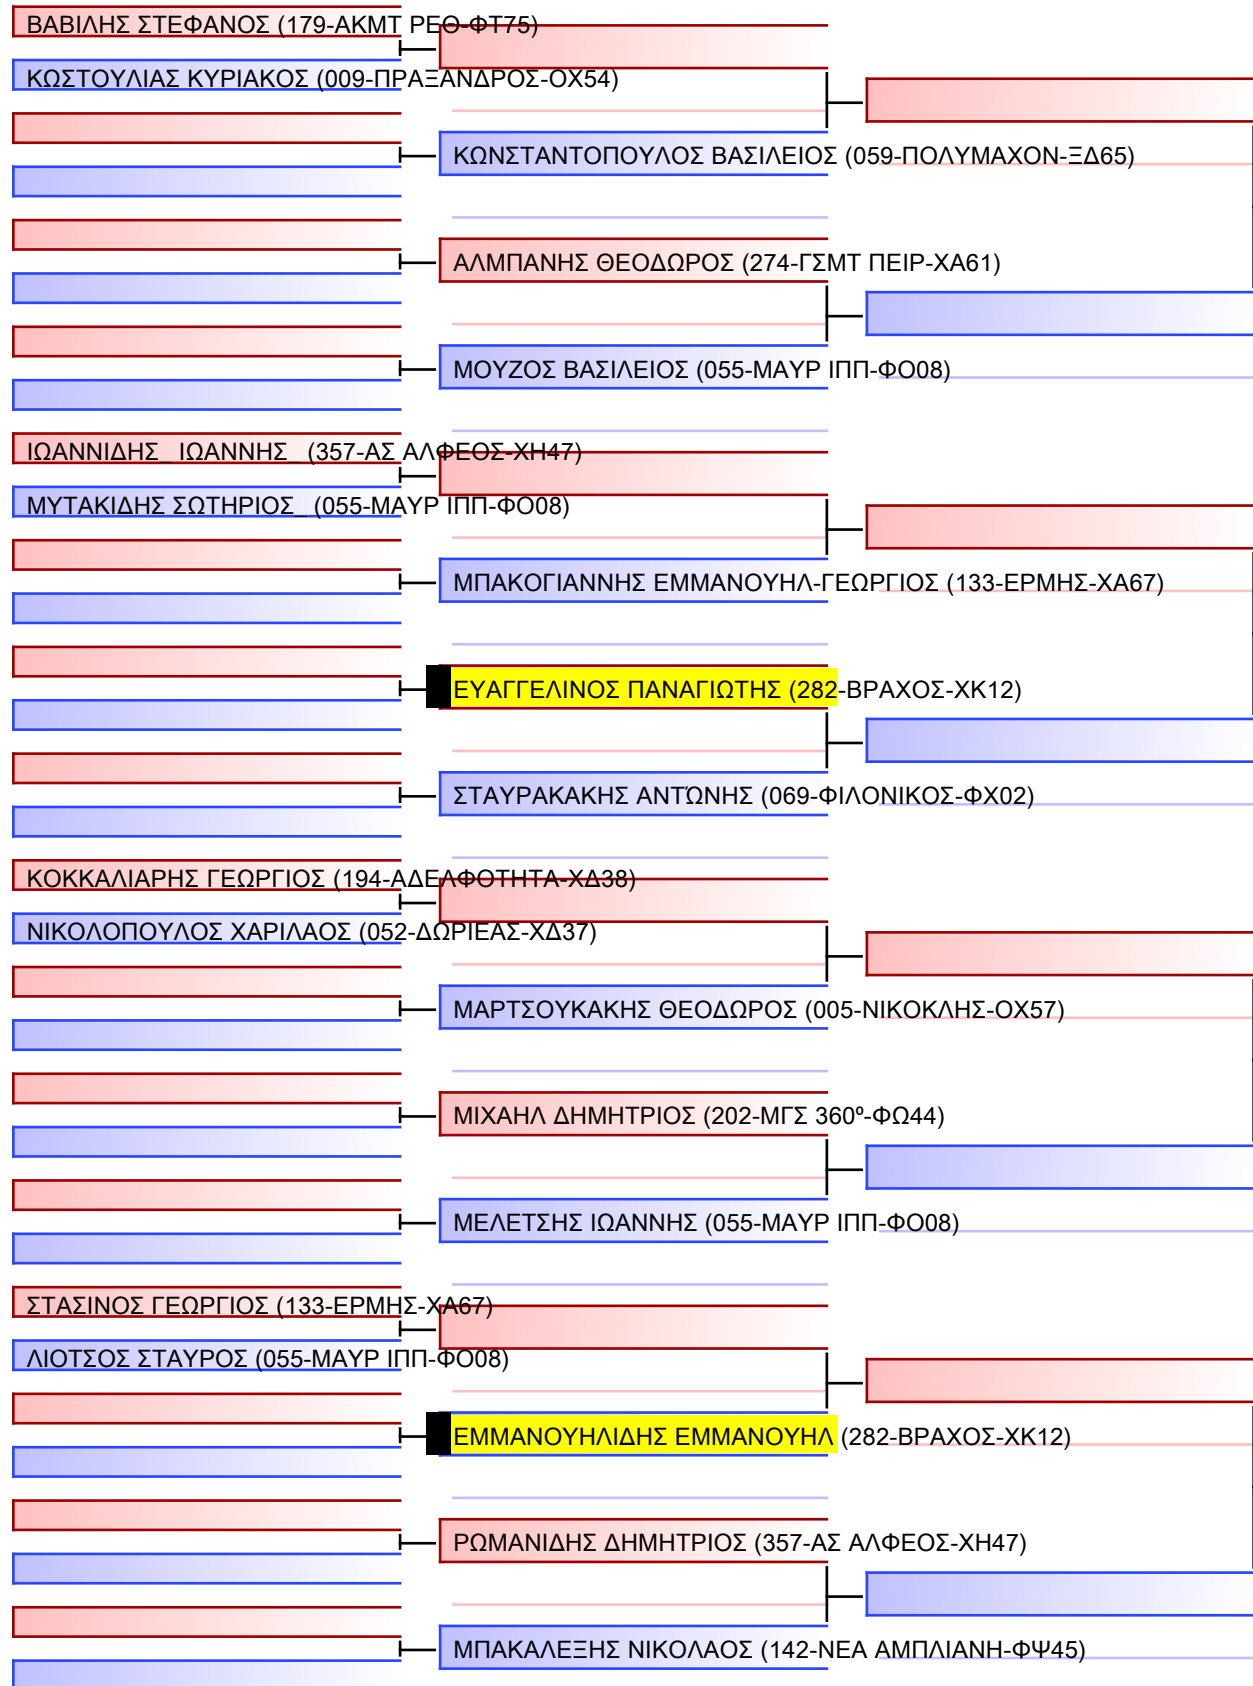 ΒΑΒΙΛΗΣ ΣΤΕΦΑΝΟΣ (179-ΑΚΜΤ ΡΕΘ-ΦΤ75)
ΚΩΣΤΟΥΛΙΑΣ ΚΥΡΙΑΚΟΣ (009-ΠΡΑΞΑΝΔΡΟΣ-ΟΧ54)
ΚΩΝΣΤΑΝΤΟΠΟΥΛΟΣ ΒΑΣΙΛΕΙΟΣ (059-ΠΟΛΥΜΑΧΟΝ-ΞΔ65)
ΑΛΜΠΑΝΗΣ ΘΕΟΔΩΡΟΣ (274-ΓΣΜΤ ΠΕΙΡ-ΧΑ61)
ΜΟΥΖΟΣ ΒΑΣΙΛΕΙΟΣ (055-ΜΑΥΡ ΙΠΠ-ΦΟ08)
ΙΩΑΝΝΙΔΗΣ_ ΙΩΑΝΝΗΣ_ (357-ΑΣ ΑΛΦΕΟΣ-ΧΗ47)
ΜΥΤΑΚΙΔΗΣ ΣΩΤΗΡΙΟΣ_ (055-ΜΑΥΡ ΙΠΠ-ΦΟ08)
ΜΠΑΚΟΓΙΑΝΝΗΣ ΕΜΜΑΝΟΥΗΛ-ΓΕΩΡΓΙΟΣ (133-ΕΡΜΗΣ-ΧΑ67)
ΕΥΑΓΓΕΛΙΝΟΣ ΠΑΝΑΓΙΩΤΗΣ (282-ΒΡΑΧΟΣ-ΧΚ12)
ΣΤΑΥΡΑΚΑΚΗΣ ΑΝΤΏΝΗΣ (069-ΦΙΛΟΝΙΚΟΣ-ΦΧ02)
ΚΟΚΚΑΛΙΑΡΗΣ ΓΕΩΡΓΙΟΣ (194-ΑΔΕΛΦΟΤΗΤΑ-ΧΔ38)
ΝΙΚΟΛΟΠΟΥΛΟΣ ΧΑΡΙΛΑΟΣ (052-ΔΩΡΙΕΑΣ-ΧΔ37)
ΜΑΡΤΣΟΥΚΑΚΗΣ ΘΕΟΔΩΡΟΣ (005-ΝΙΚΟΚΛΗΣ-ΟΧ57)
ΜΙΧΑΗΛ ΔΗΜΗΤΡΙΟΣ (202-ΜΓΣ 360º-ΦΩ44)
ΜΕΛΕΤΣΗΣ ΙΩΑΝΝΗΣ (055-ΜΑΥΡ ΙΠΠ-ΦΟ08)
ΣΤΑΣΙΝΟΣ ΓΕΩΡΓΙΟΣ (133-ΕΡΜΗΣ-ΧΑ67)
ΛΙΟΤΣΟΣ ΣΤΑΥΡΟΣ (055-ΜΑΥΡ ΙΠΠ-ΦΟ08)
ΕΜΜΑΝΟΥΗΛΙΔΗΣ ΕΜΜΑΝΟΥΗΛ (282-ΒΡΑΧΟΣ-ΧΚ12)
ΡΩΜΑΝΙΔΗΣ ΔΗΜΗΤΡΙΟΣ (357-ΑΣ ΑΛΦΕΟΣ-ΧΗ47)
ΜΠΑΚΑΛΕΞΗΣ ΝΙΚΟΛΑΟΣ (142-ΝΕΑ ΑΜΠΛΙΑΝΗ-ΦΨ45)